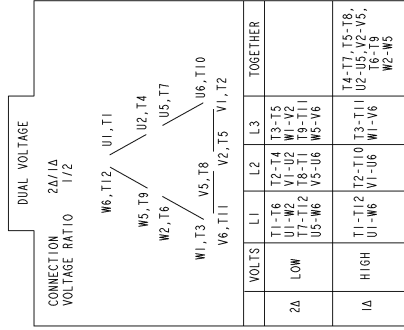 DUAL VOLTAGE
CONNECTION 2Δ/1Δ
VOLTAGE RATIO 1/2
W6,T12 U1,T1
W5,T9 U2,T4
W2,T6 U5,T7
W1,T3 V5,T8 U6,T10
V6,T11 V2,T5 V1,T2
VOLTS L1 L2 L3 TOGETHER
2Δ LOW
T1-T6 T2-T4 T3-T5
U1-W2 V1-U2 W1-V2
T7-T12 T8-T1 T9-T11
U5-W6 V5-U6 W5-V6
1Δ HIGH
T1-T12 T2-T10 T3-T11
U1-W6 V1-U6 W1-V6
T4-T7,T5-T8,
U2-U5,V2-V5,
T6-T9
W2-W5